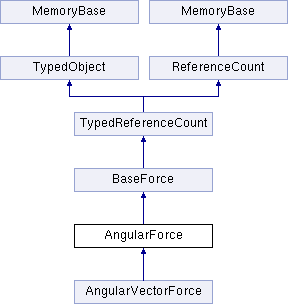 MemoryBase MemoryBase
TypedObject ReferenceCount
TypedReferenceCount
BaseForce
AngularForce
AngularVectorForce